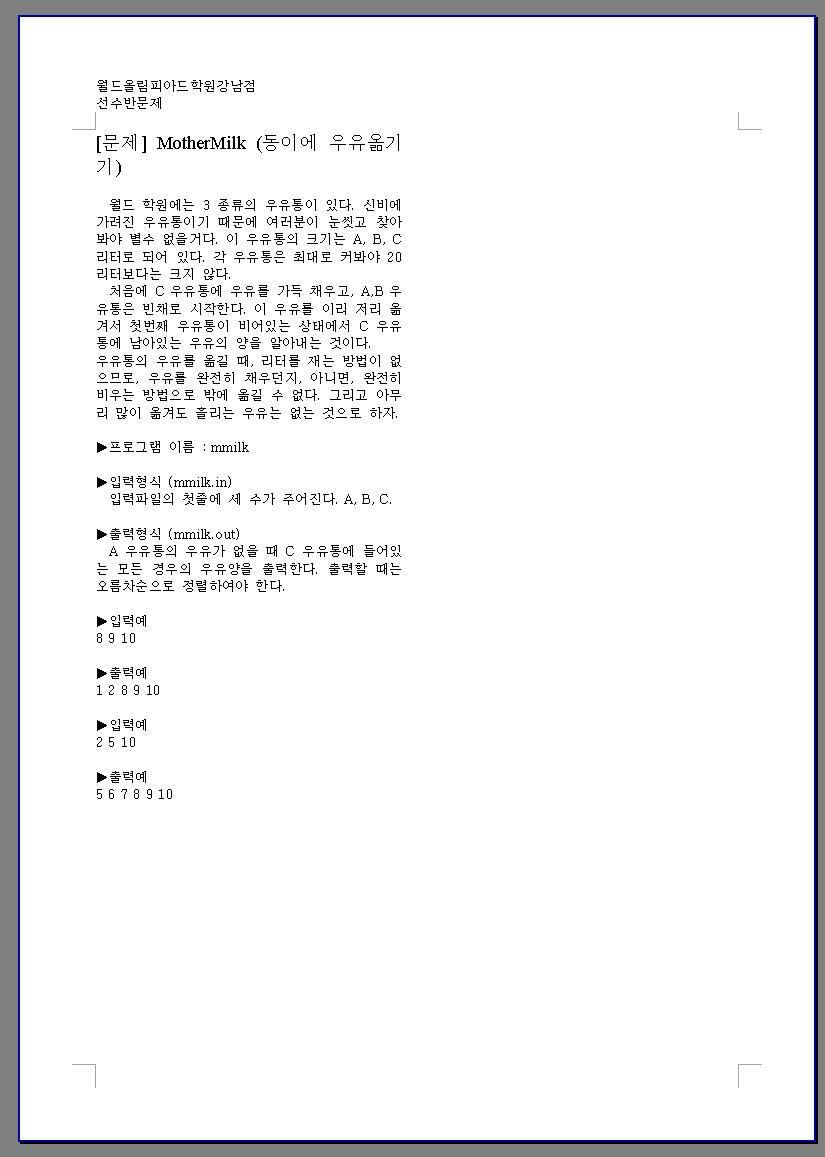 월드올림피아드학원강남점
선수반문제
[문제] MotherMilk (동이에 우유옮기
기)
월드 학원에는 3 종류의 우유통이 있다. 신비에
가려진 우유통이기 때문에 여러분이 눈씻고 찾아
봐야 별수 없을거다. 이 우유통의 크기는 A, B, C
리터로 되어 있다. 각 우유통은 최대로 커봐야 20
리터보다는 크지 않다.
처음에 C 우유통에 우유를 가득 채우고, A,B 우
유통은 빈채로 시작한다. 이 우유를 이리 저리 옮
겨서 첫번째 우유통이 비어있는 상태에서 C 우유
통에 남아있는 우유의 양을 알아내는 것이다.
우유통의 우유를 옮길 때, 리터를 재는 방법이 없
으므로, 우유를 완전히 채우던지, 아니면, 완전히
비우는 방법으로 밖에 옮길 수 없다. 그리고 아무
리 많이 옮겨도 흘리는 우유는 없는 것으로 하자.
▶프로그램 이름 : mmilk
▶입력형식 (mmilk.in)
입력파일의 첫줄에 세 수가 주어진다. A, B, C.
▶출력형식 (mmilk.out)
A 우유통의 우유가 없을 때 C 우유통에 들어있
는 모든 경우의 우유양을 출력한다. 출력할 때는
오름차순으로 정렬하여야 한다.
▶입력예
8 9 10
▶출력예
1 2 8 9 10
▶입력예
2 5 10
▶출력예
5 6 7 8 9 10